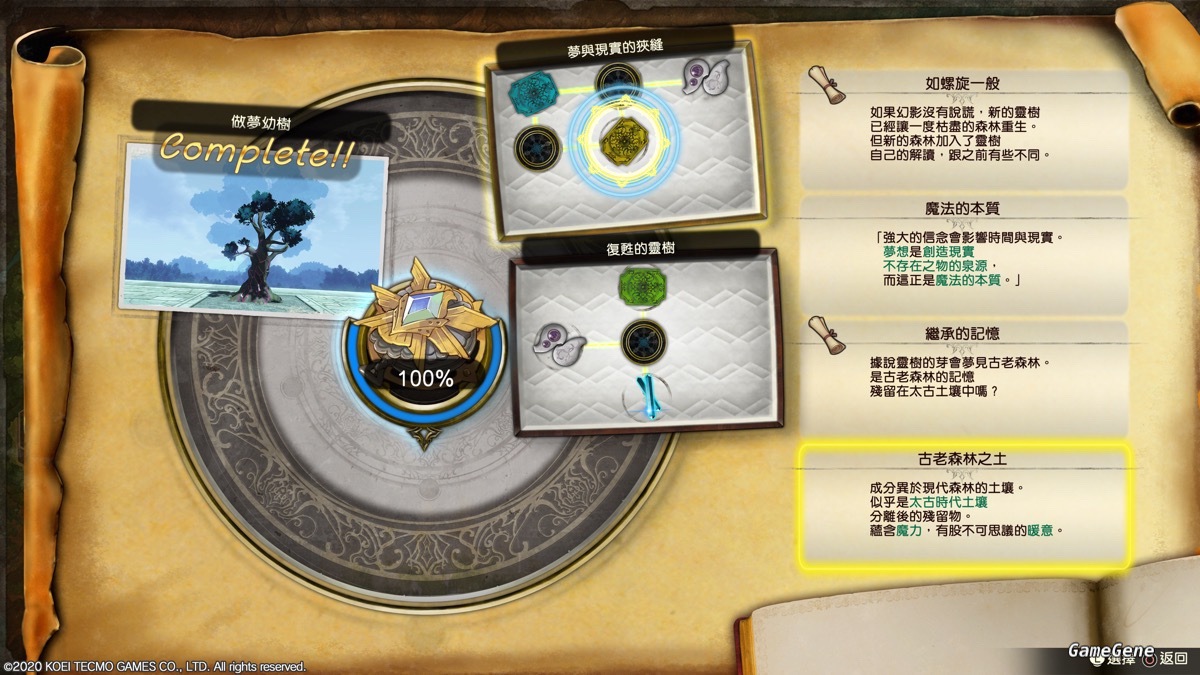 做夢幼樹
Complete!!
100%
夢與現實的狹縫
復甦的靈樹
如螺旋一般
如果幻影沒有說謊，新的靈樹
已經讓一度枯盡的森林重生。
但新的森林加入了靈樹
自己的解讀，跟之前有些不同。
魔法的本質
「強大的信念會影響時間與現實。
夢想是創造現實
不存在之物的泉源，
而這正是魔法的本質。」
繼承的記憶
據說靈樹的芽會夢見古老森林。
是古老森林的記憶
殘留在太古土壤中嗎？
古老森林之土
成分異於現代森林的土壤。
似乎是太古時代土壤
分離後的殘留物。
蘊含魔力，有股不可思議的暖意。
©2020 KOEI TECMO GAMES CO., LTD. All rights reserved.
GameGene
L選擇 返回